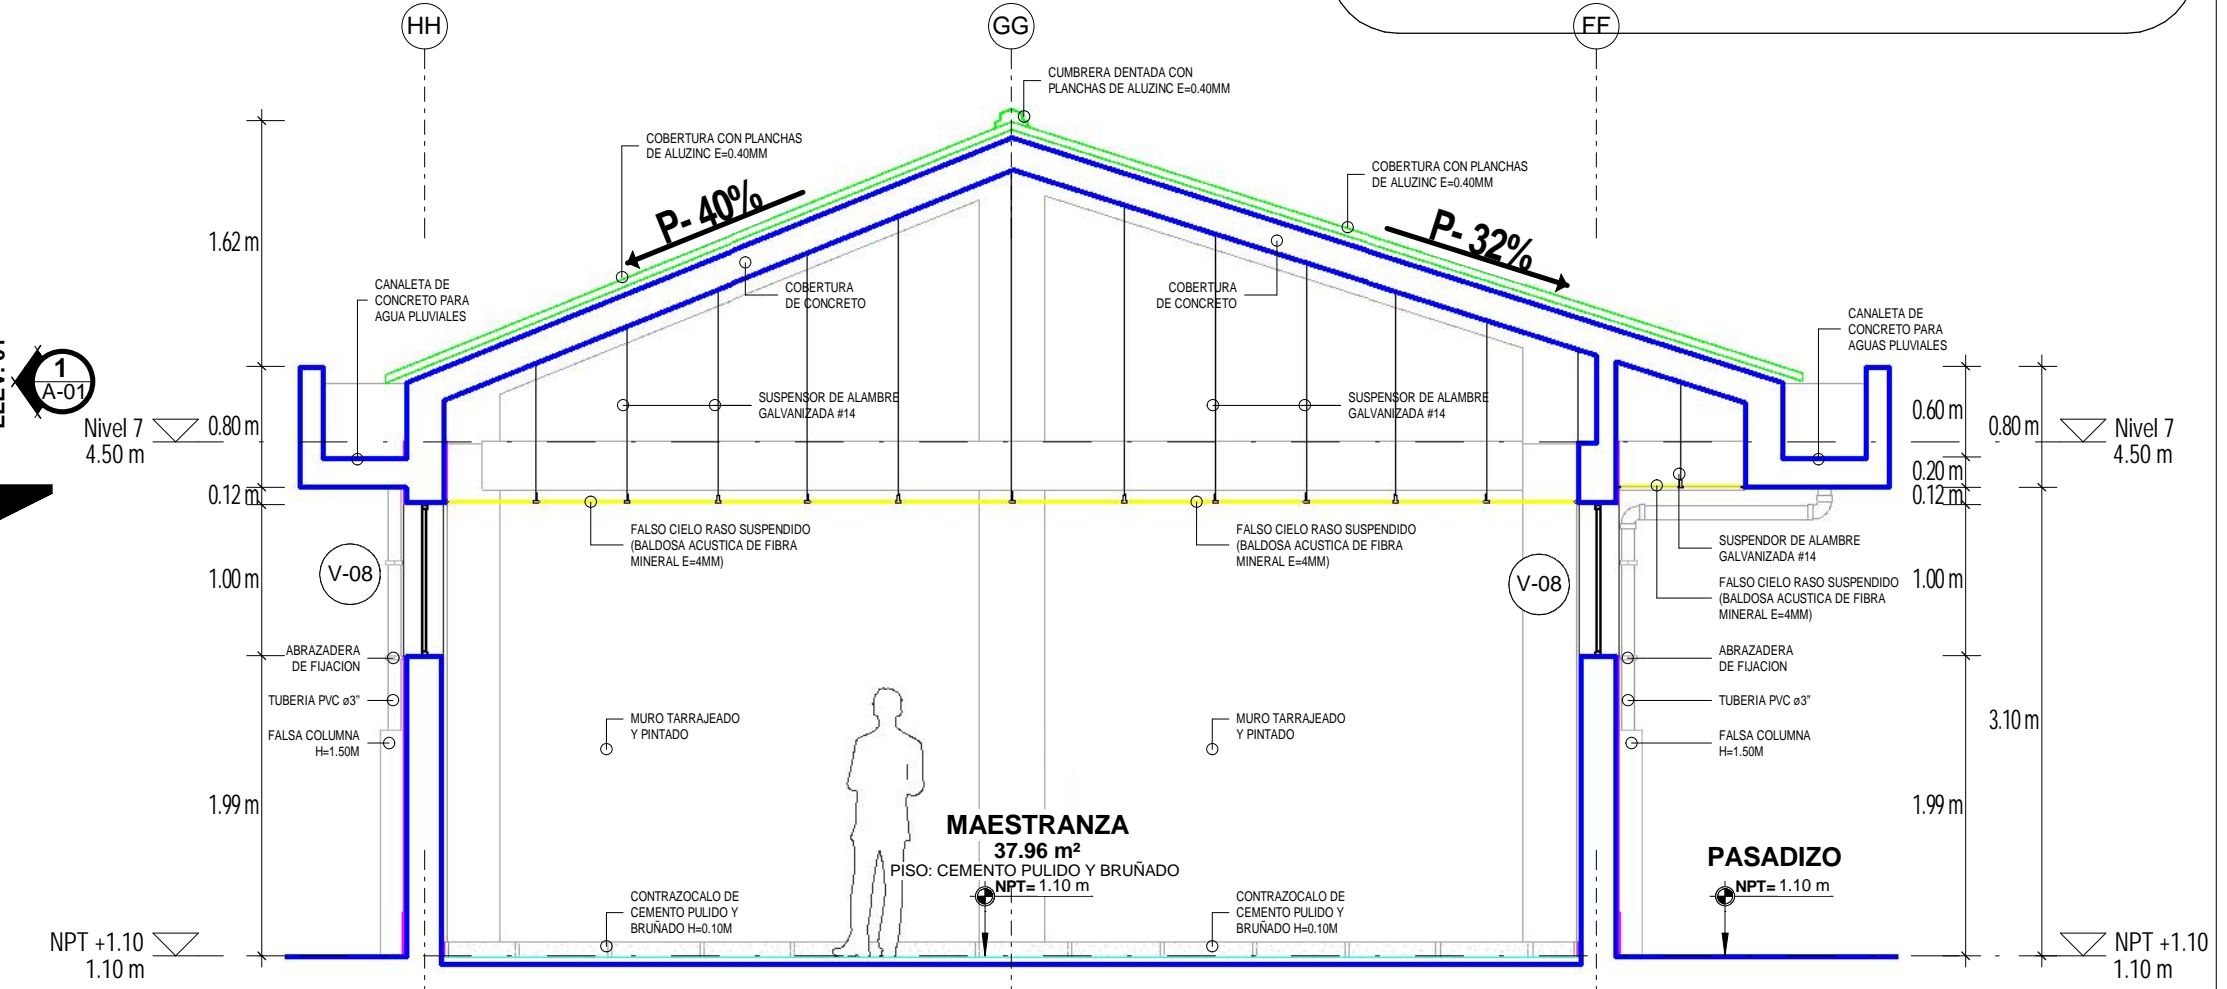 HH
GG
FF
CUMBRERA DENTADA CON
PLANCHAS DE ALUZINC E=0.40MM
COBERTURA CON PLANCHAS
DE ALUZINC E=0.40MM
COBERTURA CON PLANCHAS
DE ALUZINC E=0.40MM
P- 40%
P- 32%
1.62 m
CANALETA DE
CONCRETO PARA
AGUA PLUVIALES
COBERTURA
DE CONCRETO
COBERTURA
DE CONCRETO
CANALETA DE
CONCRETO PARA
AGUAS PLUVIALES
1
A-01
SUSPENSOR DE ALAMBRE
GALVANIZADA #14
SUSPENSOR DE ALAMBRE
GALVANIZADA #14
Nivel 7
4.50 m
0.80 m
0.60 m
0.80 m
Nivel 7
4.50 m
0.12 m
0.20 m
0.12 m
FALSO CIELO RASO SUSPENDIDO
(BALDOSA ACUSTICA DE FIBRA
MINERAL E=4MM)
FALSO CIELO RASO SUSPENDIDO
(BALDOSA ACUSTICA DE FIBRA
MINERAL E=4MM)
SUSPENDOR DE ALAMBRE
GALVANIZADA #14
FALSO CIELO RASO SUSPENDIDO
(BALDOSA ACUSTICA DE FIBRA
MINERAL E=4MM)
1.00 m
V-08
V-08
1.00 m
ABRAZADERA
DE FIJACION
ABRAZADERA
DE FIJACION
TUBERIA PVC ø3"
TUBERIA PVC ø3"
FALSA COLUMNA
H=1.50M
MURO TARRAJEADO
Y PINTADO
MURO TARRAJEADO
Y PINTADO
FALSA COLUMNA
H=1.50M
3.10 m
1.99 m
1.99 m
MAESTRANZA
37.96 m²
PISO: CEMENTO PULIDO Y BRUÑADO
NPT= 1.10 m
PASADIZO
NPT= 1.10 m
CONTRAZOCALO DE
CEMENTO PULIDO Y
BRUÑADO H=0.10M
CONTRAZOCALO DE
CEMENTO PULIDO Y
BRUÑADO H=0.10M
NPT +1.10
1.10 m
NPT +1.10
1.10 m